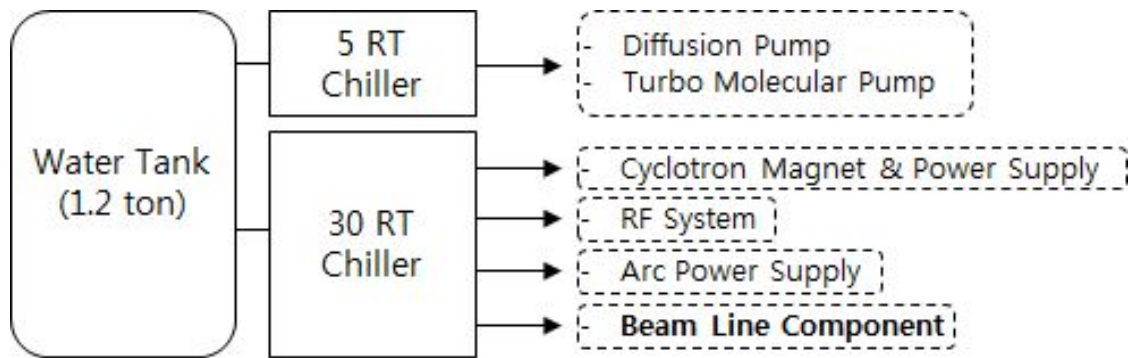 Water Tank
(1.2 ton)
5 RT
Chiller
- Diffusion Pump
- Turbo Molecular Pump
30 RT
Chiller
- Cyclotron Magnet & Power Supply
- RF System
- Arc Power Supply
- Beam Line Component